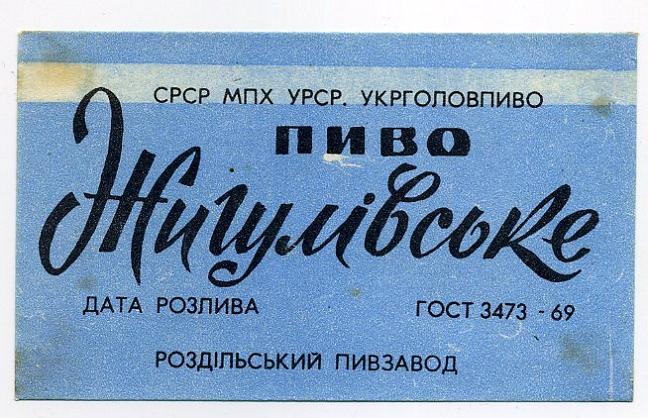 СРСР МПХ УРСР. УКРГОЛОВПИВО
ПИВО
Жигулівське
ДАТА РОЗЛИВА ГОСТ 3473 - 69
РОЗДІЛЬСЬКИЙ ПИВЗАВОД